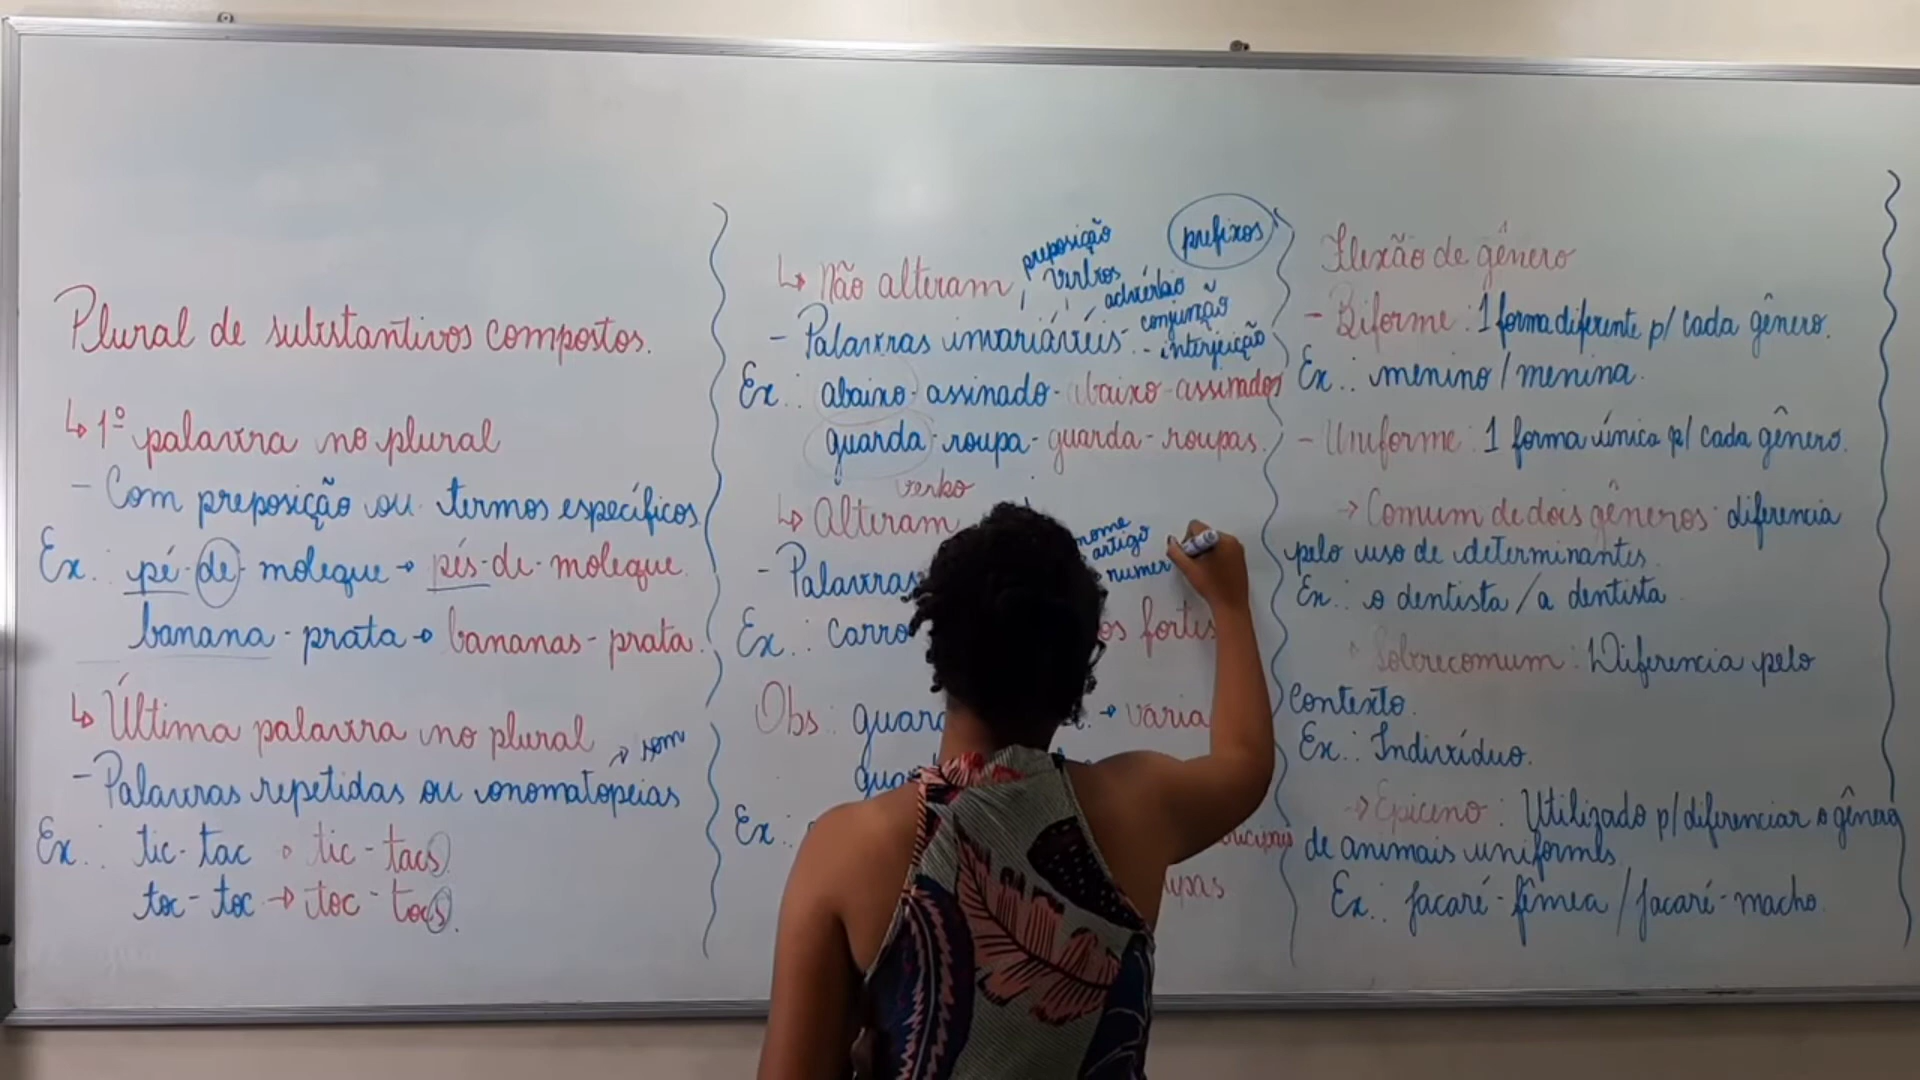 Plural de substantivos compostos.
↳ 1º palavra no plural
- Com preposição ou termos específicos
Ex.: pé-de-moleque → pés-de-moleque.
banana-prata → bananas-prata.
↳ Última palavra no plural
→ som
- Palavras repetidas ou onomatopeias
Ex.: tic-tac → tic-tacs
toc-toc → toc-tocs.
prefixos
↳ Não alteram
preposição
verbos
advérbio
conjunção
- interjeição
- Palavras invariáveis
Ex.: abaixo-assinado - abaixo-assinados
guarda-roupa - guarda-roupas.
verbo
↳ Alteram
nome
artigo
numer
- Palavras
Ex.: carro os fortes
Obs: guard → varia
gua
Ex.:
upas
Flexão de gênero
- Biforme: 1 forma diferente p/ cada gênero.
Ex.: menino/menina.
- Uniforme: 1 forma única p/ cada gênero.
→ Comum de dois gêneros: diferencia
pelo uso de determinantes.
Ex.: o dentista/a dentista
Sobrecomum: Diferencia pelo
contexto.
Ex.: Indivíduo.
→ Epiceno: Utilizado p/ diferenciar o gênero
de animais uniformes.
Ex.: jacaré-fêmea/jacaré-macho.